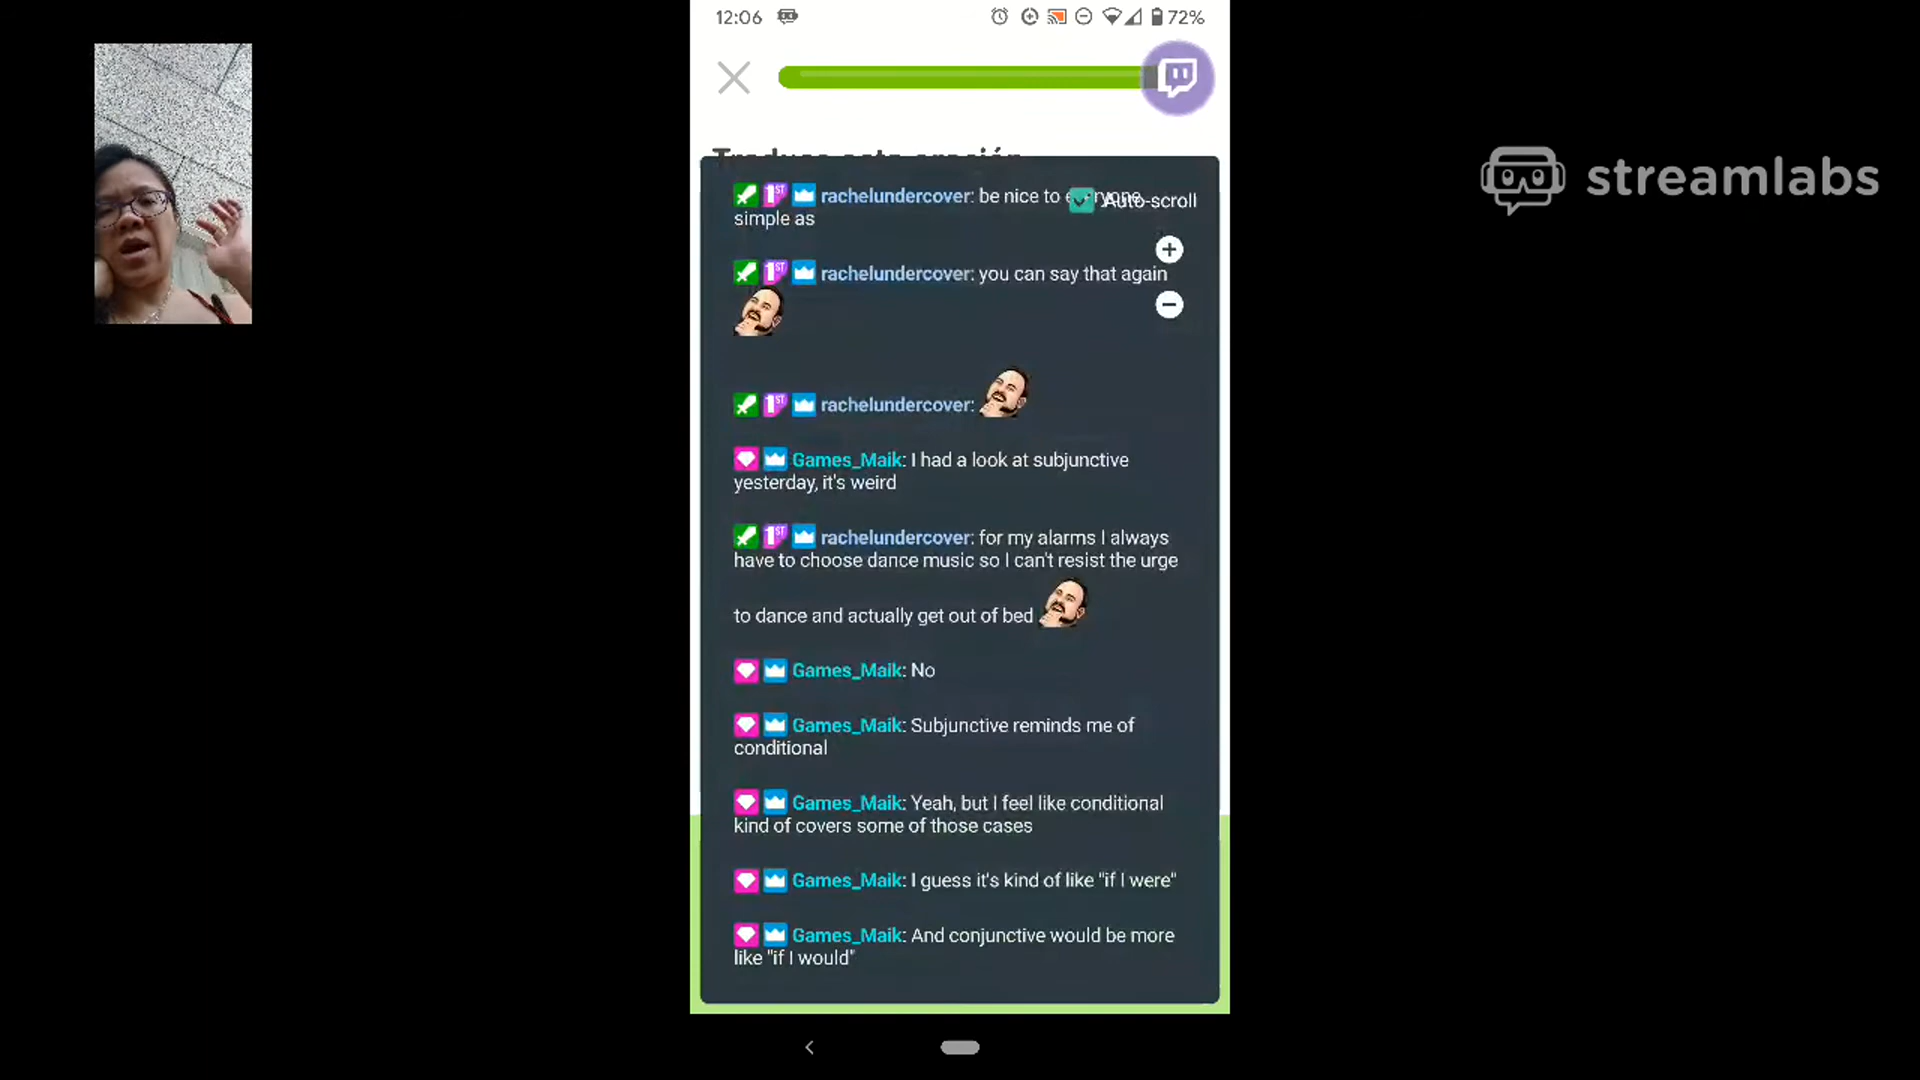 12:06
72%
streamlabs
Traduce esta oración
rachelundercover: be nice to everyone
Auto-scroll
simple as
rachelundercover: you can say that again
rachelundercover:
Games_Maik: I had a look at subjunctive
yesterday, it's weird
rachelundercover: for my alarms I always
have to choose dance music so I can't resist the urge
to dance and actually get out of bed
Games_Maik: No
Games_Maik: Subjunctive reminds me of
conditional
Games_Maik: Yeah, but I feel like conditional
kind of covers some of those cases
Games_Maik: I guess it's kind of like "if I were"
Games_Maik: And conjunctive would be more
like "if I would"